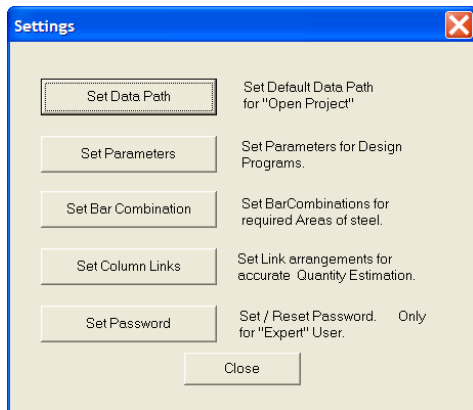 Settings
Set Data Path
Set Default Data Path
for "Open Project"
Set Parameters
Set Parameters for Design
Programs.
Set Bar Combination
Set BarCombinations for
required Areas of steel.
Set Column Links
Set Link arrangements for
accurate Quantity Estimation.
Set Password
Set / Reset Password. Only
for "Expert" User.
Close